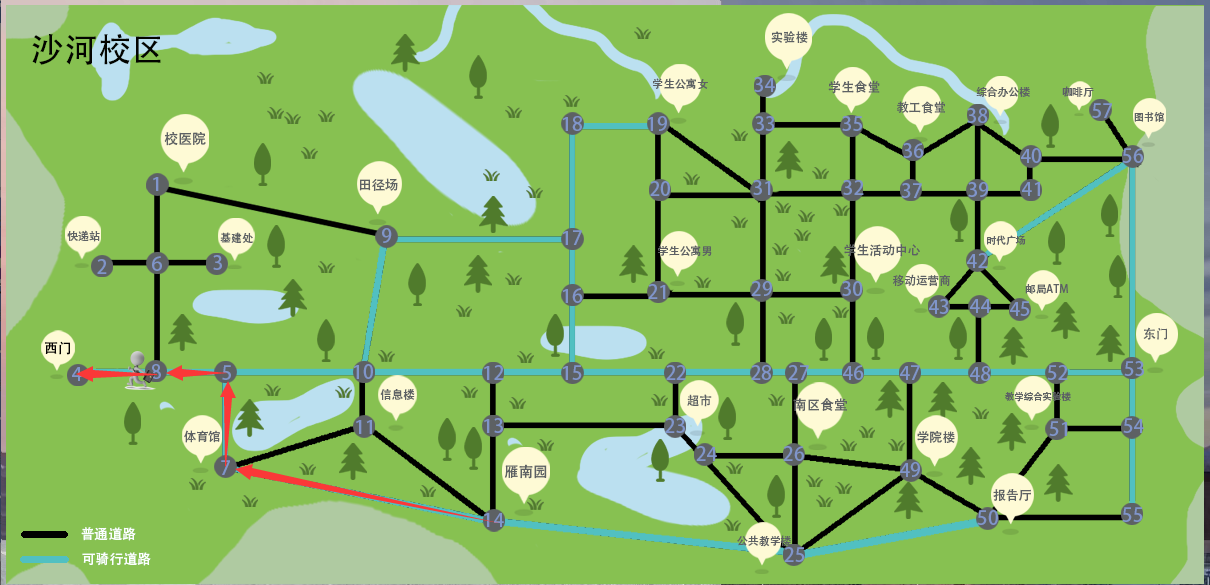 沙河校区
实验楼
学生公寓女
学生食堂
教工食堂
综合办公楼
咖啡厅
图书馆
34
57
18
19
33
35
38
校医院
36
40
56
1
田径场
20
31
32
37
39
41
快递站
基建处
9
17
学生公寓男
学生活动中心
时代广场
2
6
3
42
移动运营商
邮局ATM
16
21
29
30
43
44
45
西门
东门
4
8
5
10
12
15
22
28
27
46
47
48
52
53
信息楼
超市
南区食堂
教学综合实验楼
体育馆
11
13
23
学院楼
51
54
7
雁南园
24
26
49
报告厅
14
50
55
公共教学楼
25
普通道路
可骑行道路